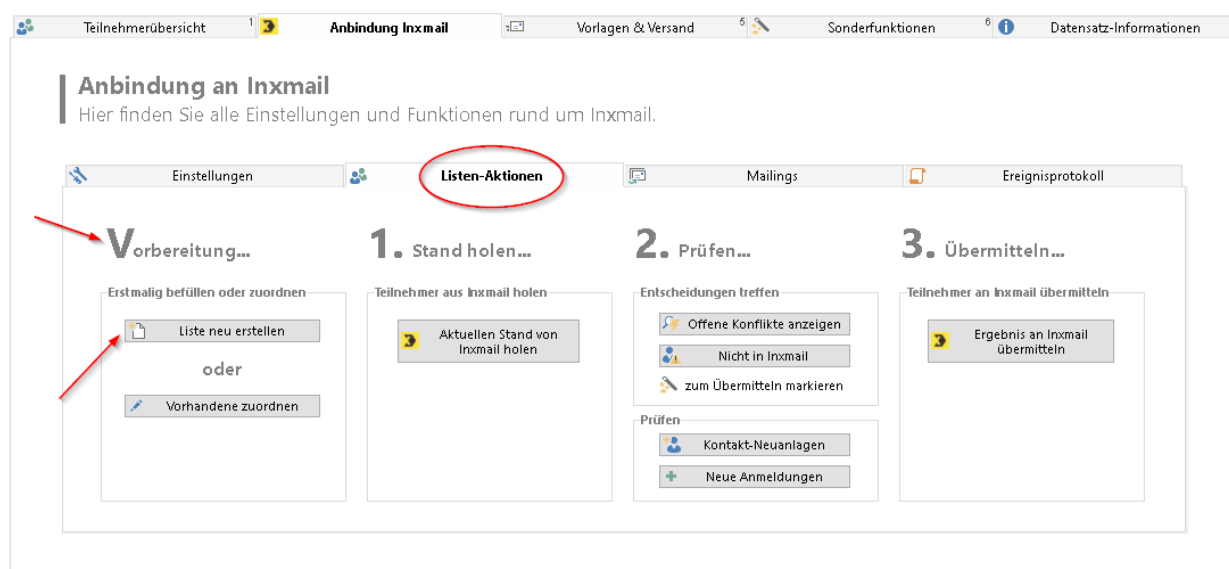 Teilnehmerübersicht 1 Anbindung Inxmail Vorlagen & Versand 5 Sonderfunktionen 6 Datensatz-Informationen
Anbindung an Inxmail
Hier finden Sie alle Einstellungen und Funktionen rund um Inxmail.
Einstellungen Listen-Aktionen Mailings Ereignisprotokoll
Vorbereitung...
Erstmalig befüllen oder zuordnen
Liste neu erstellen
oder
Vorhandene zuordnen
1. Stand holen...
Teilnehmer aus Inxmail holen
Aktuellen Stand von
Inxmail holen
2. Prüfen...
Entscheidungen treffen
Offene Konflikte anzeigen
Nicht in Inxmail
zum Übermitteln markieren
Prüfen
Kontakt-Neuanlagen
Neue Anmeldungen
3. Übermitteln...
Teilnehmer an Inxmail übermitteln
Ergebnis an Inxmail
übermitteln